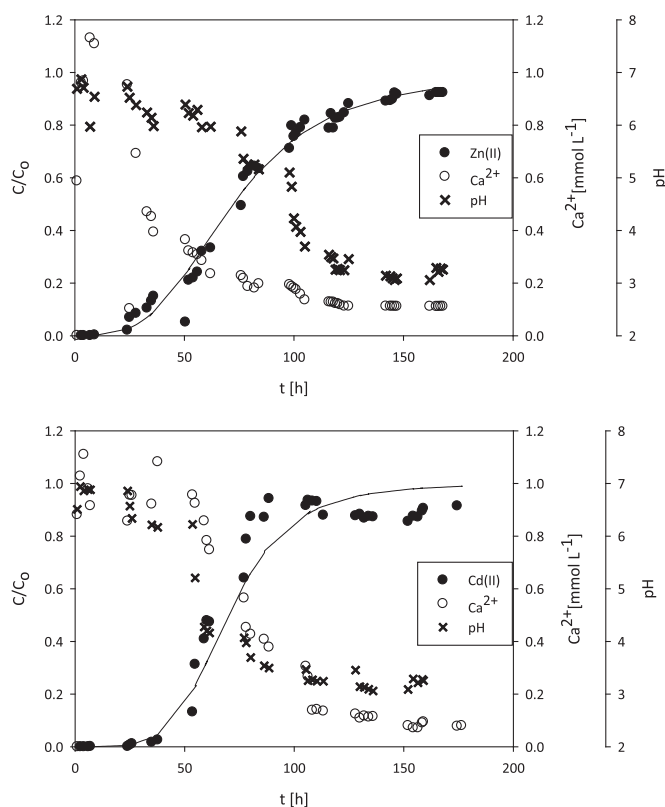 1.2 1.2 8
1.0 1.0 7
0.8 0.8 6
Zn(II)
Ca2+
pH
C/Co
0.6 0.6 5
Ca2+[mmol L-1]
pH
0.4 0.4 4
0.2 0.2 3
0.0 0.0 2
0 50 100 150 200
t [h]
1.2 1.2 8
1.0 1.0 7
0.8 0.8 6
C/Co
0.6 0.6 5
Ca2+[mmol L-1]
pH
Cd(II)
Ca2+
pH
0.4 0.4 4
0.2 0.2 3
0.0 0.0 2
0 50 100 150 200
t [h]